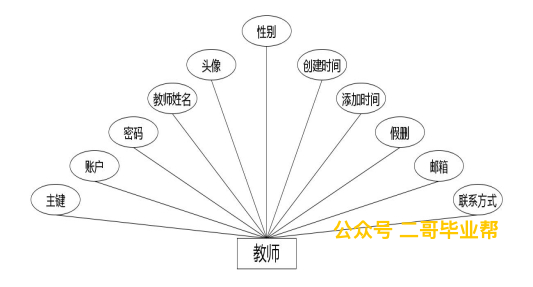 性别
头像
创建时间
教师姓名
添加时间
密码
假删
账户
邮箱
主键
联系方式
公众号 二哥毕业帮
教师